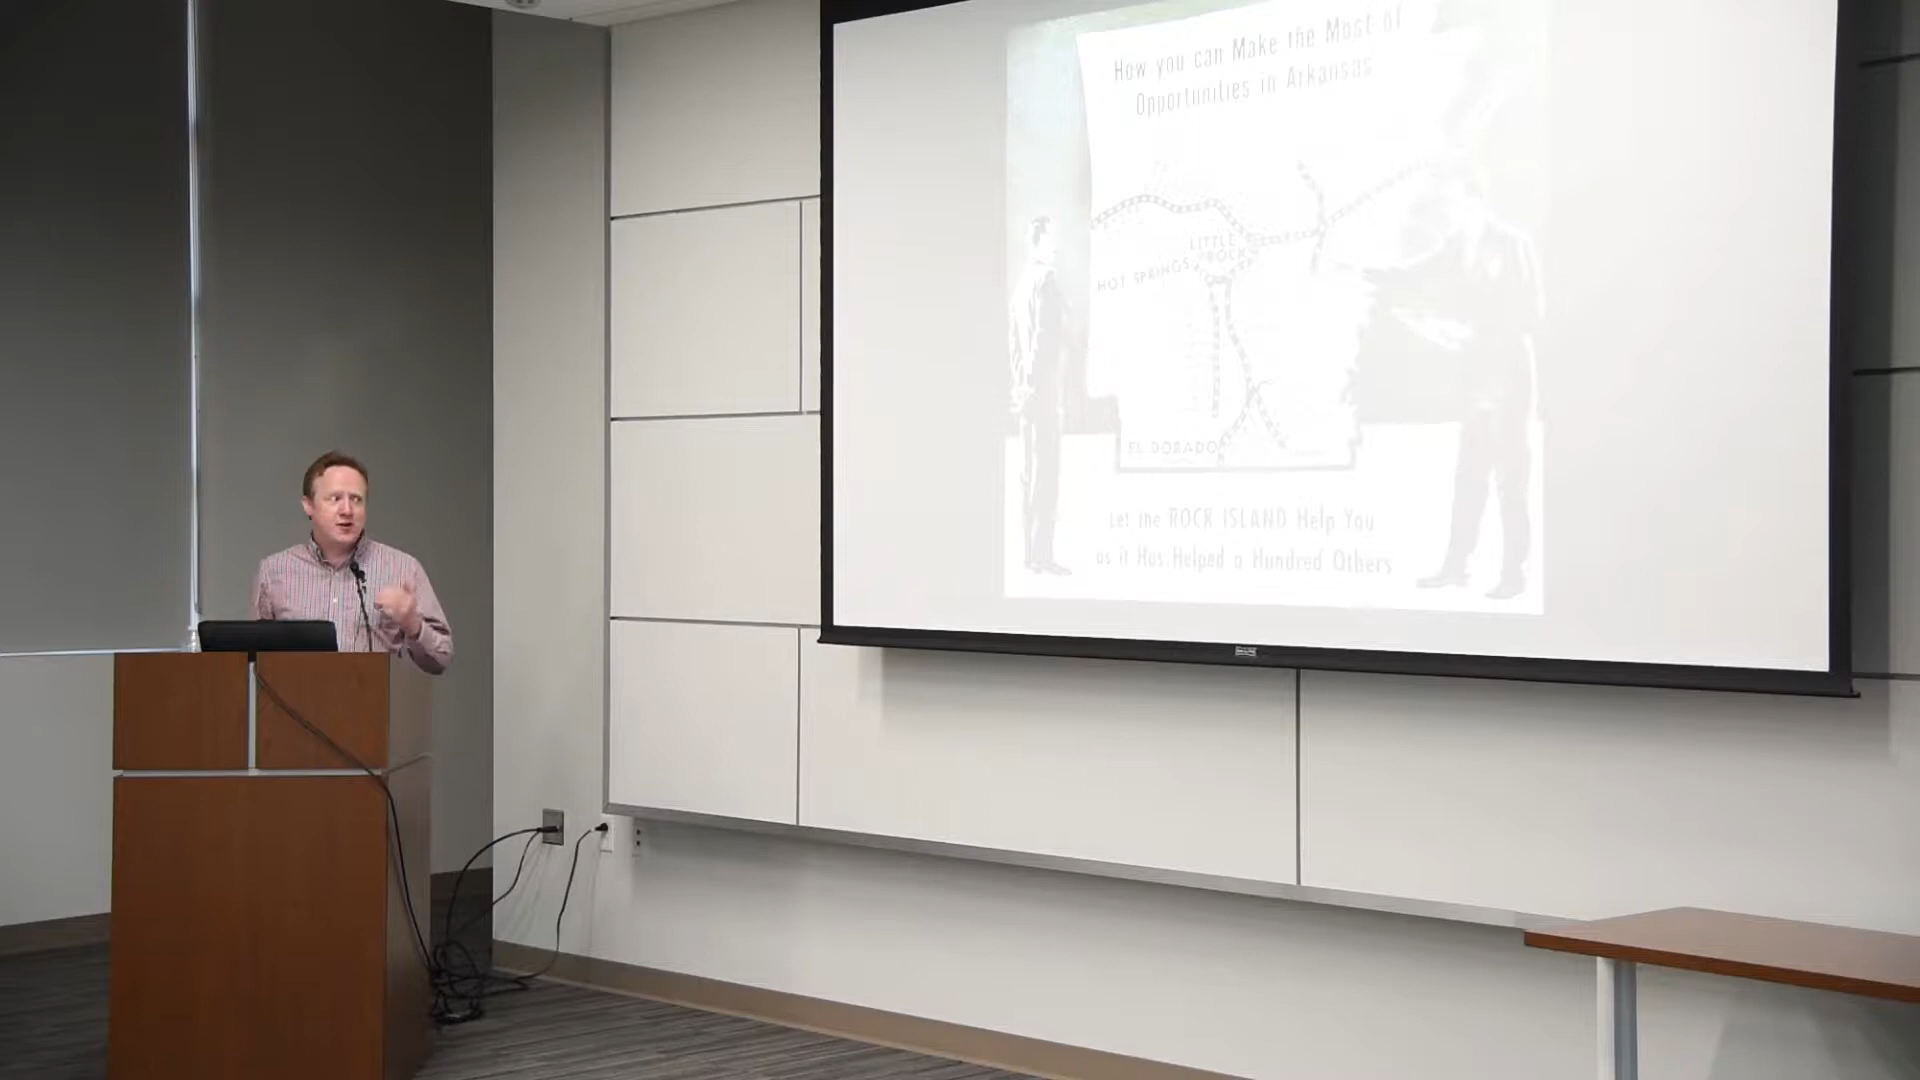 How you can Make the Most of
Opportunities in Arkansas
LITTLE
ROCK
HOT SPRINGS
EL DORADO
Let the ROCK ISLAND Help You
as it Has Helped a Hundred Others